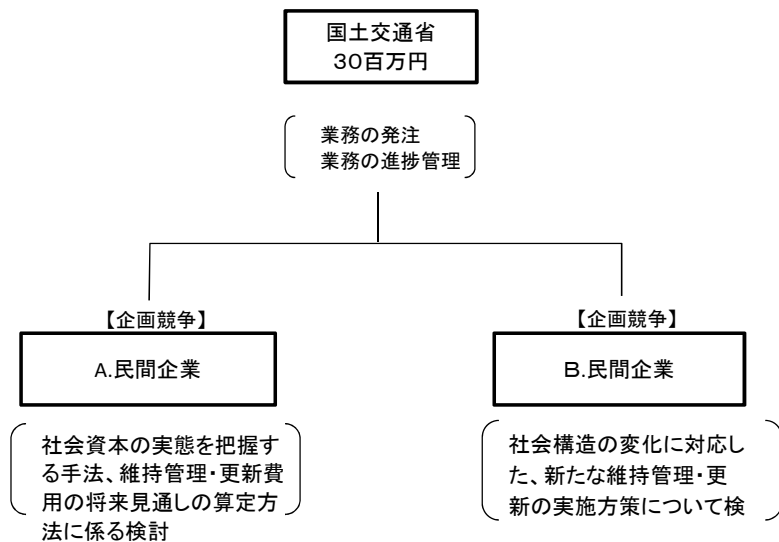 国土交通省
30百万円
業務の発注
業務の進捗管理
【企画競争】
A.民間企業
社会資本の実態を把握す
る手法、維持管理・更新費
用の将来見通しの算定方
法に係る検討
【企画競争】
B.民間企業
社会構造の変化に対応し
た、新たな維持管理・更
新の実施方策について検